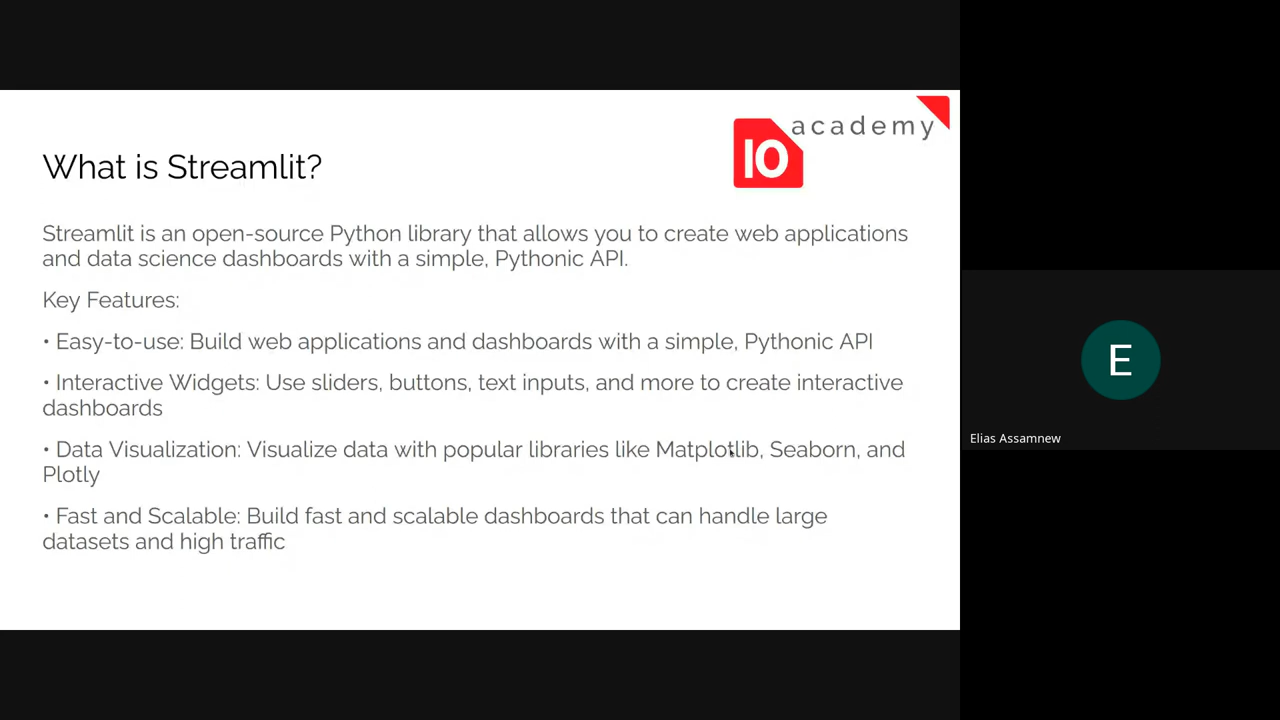 10 academy
What is Streamlit?
Streamlit is an open-source Python library that allows you to create web applications
and data science dashboards with a simple, Pythonic API.
Key Features:
• Easy-to-use: Build web applications and dashboards with a simple, Pythonic API
• Interactive Widgets: Use sliders, buttons, text inputs, and more to create interactive
dashboards
• Data Visualization: Visualize data with popular libraries like Matplotlib, Seaborn, and
Plotly
• Fast and Scalable: Build fast and scalable dashboards that can handle large
datasets and high traffic
E
Elias Assamnew